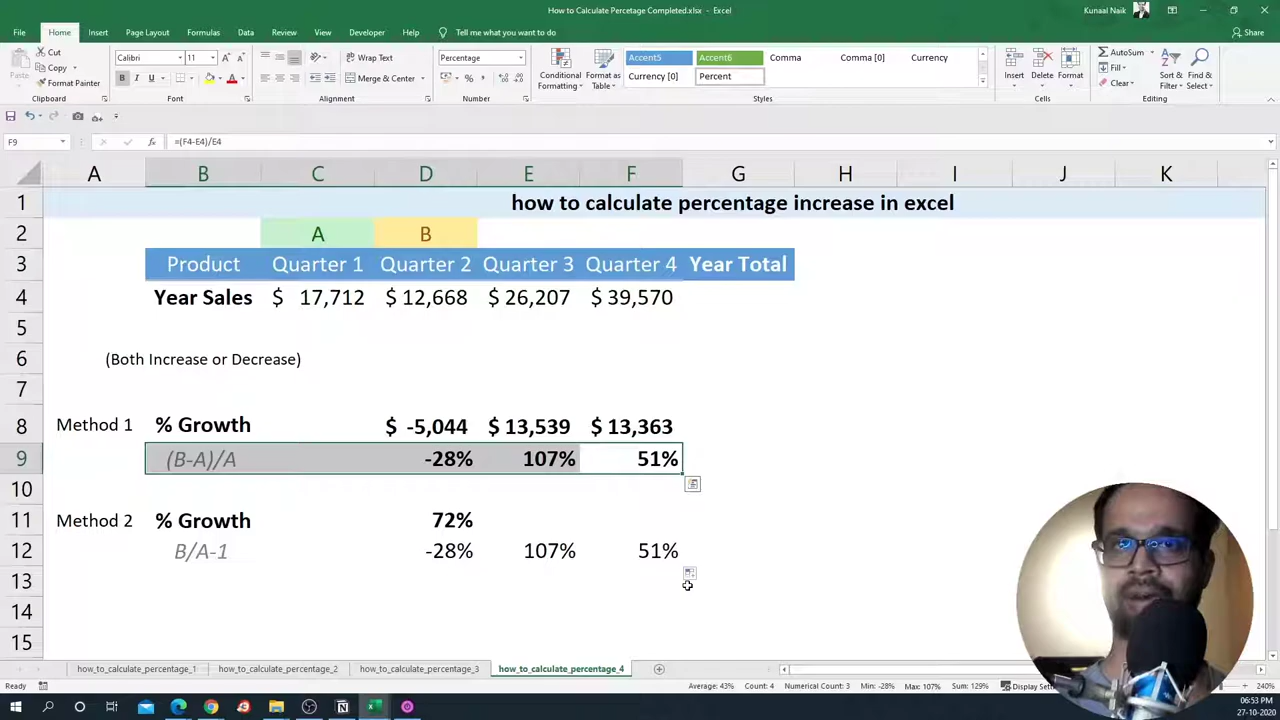 How to Calculate Percetage Completed.xlsx - Excel
Kunaal Naik
File Home Insert Page Layout Formulas Data Review View Developer Help Tell me what you want to do Share
Cut
Copy
Format Painter
Clipboard
Calibri 11
B I U
Font
Wrap Text
Merge & Center
Alignment
Percentage
% ,
Number
Conditional Formatting
Format as Table
Accent5 Accent6 Comma Comma [0] Currency
Currency [0] Percent
Styles
Insert Delete Format
Cells
AutoSum
Fill
Clear
Sort & Filter
Find & Select
Editing
F9 fx =(F4-E4)/E4
A B C D E F G H I J K
1 how to calculate percentage increase in excel
2 A B
3 Product Quarter 1 Quarter 2 Quarter 3 Quarter 4 Year Total
4 Year Sales $ 17,712 $ 12,668 $ 26,207 $ 39,570
5
6 (Both Increase or Decrease)
7
8 Method 1 % Growth $ -5,044 $ 13,539 $ 13,363
9 (B-A)/A -28% 107% 51%
10
11 Method 2 % Growth 72%
12 B/A-1 -28% 107% 51%
13
14
15
how_to_calculate_percentage_1 how_to_calculate_percentage_2 how_to_calculate_percentage_3 how_to_calculate_percentage_4
Ready Average: 43% Count: 4 Numerical Count: 3 Min: -28% Max: 107% Sum: 129% Display Setti 240%
06:53 PM
27-10-2020